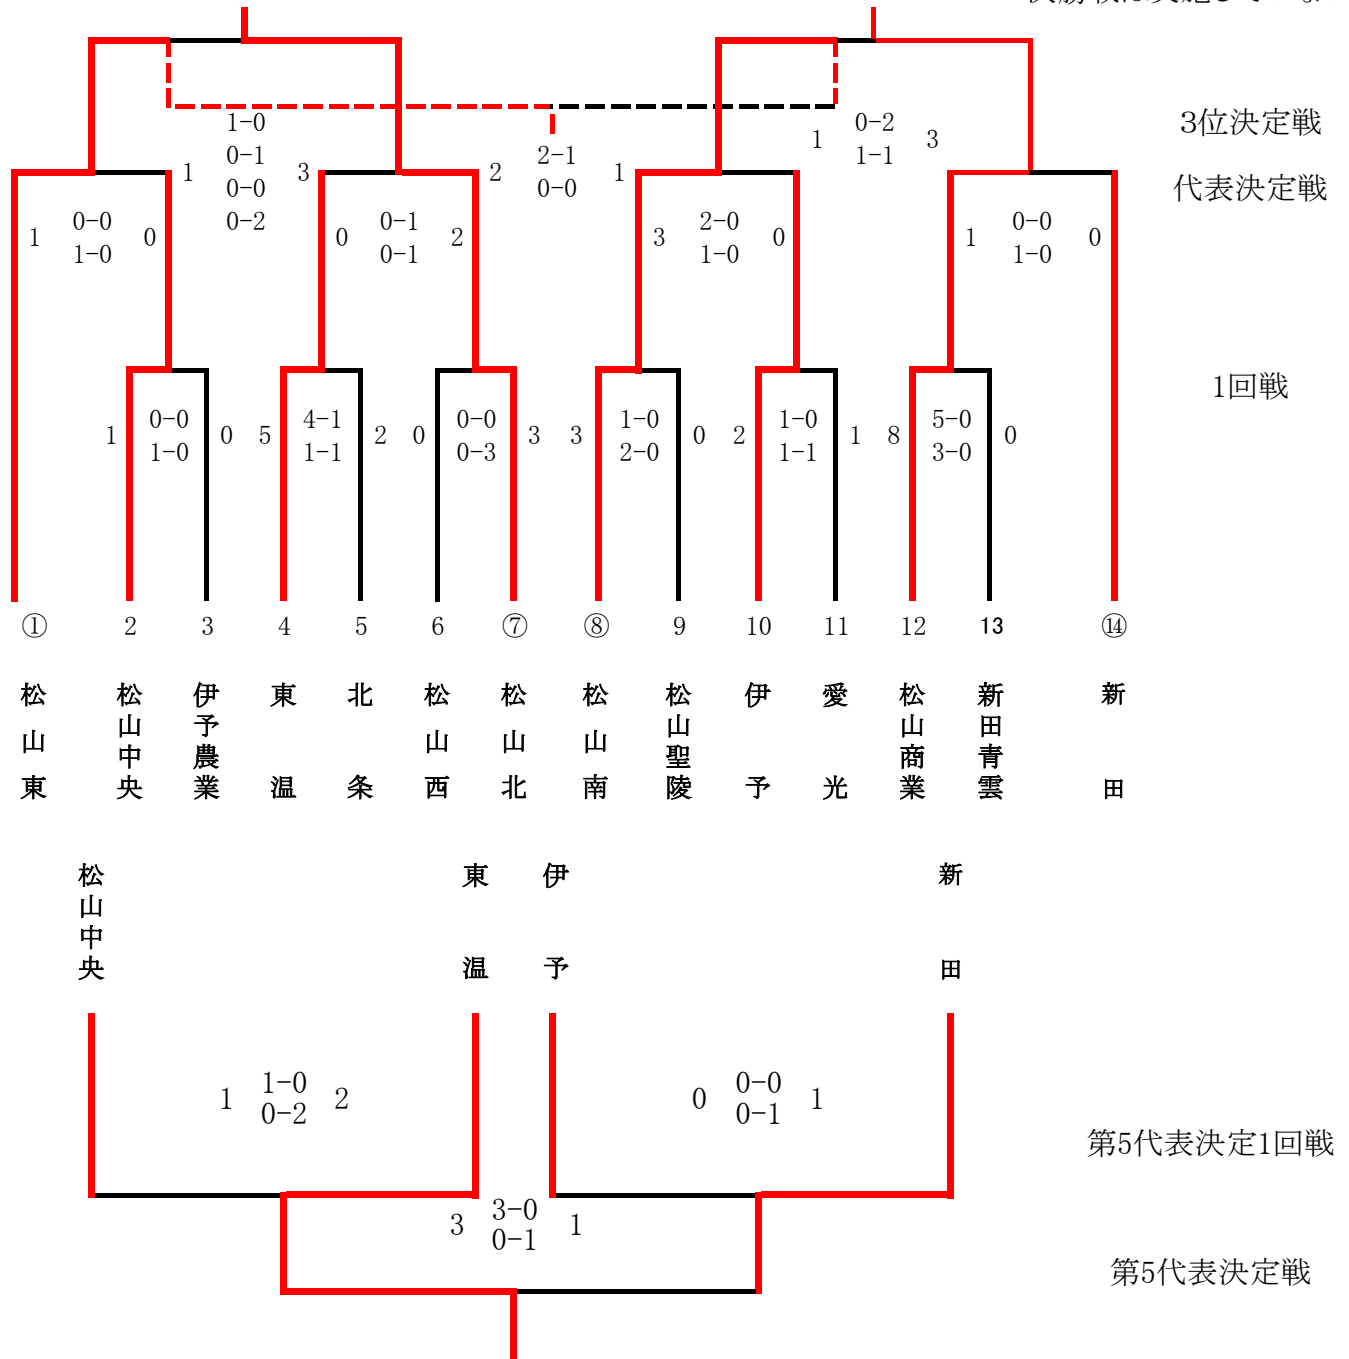 3位決定戦
1-0
0-1
0-0
0-2
1 3
2 2-1 1
0-0
1 0-2 3
1-1
代表決定戦
1 0-0 0
1-0
0 0-1 2
0-1
3 2-0 0
1-0
1 0-0 0
1-0
1回戦
1 0-0 0
1-0
5 4-1 2
1-1
0 0-0 3
0-3
3 1-0 0
2-0
2 1-0 1
1-1
8 5-0 0
3-0
① 2 3 4 5 6 ⑦ ⑧ 9 10 11 12 13 ⑭
松山東
松山中央
伊予農業
東温
北条
松山西
松山北
松山南
松山聖陵
伊予
愛光
松山商業
新田青雲
新田
松山中央
東温
伊予
新田
1 1-0 2
0-2
0 0-0 1
0-1
第5代表決定1回戦
3 3-0 1
0-1
第5代表決定戦